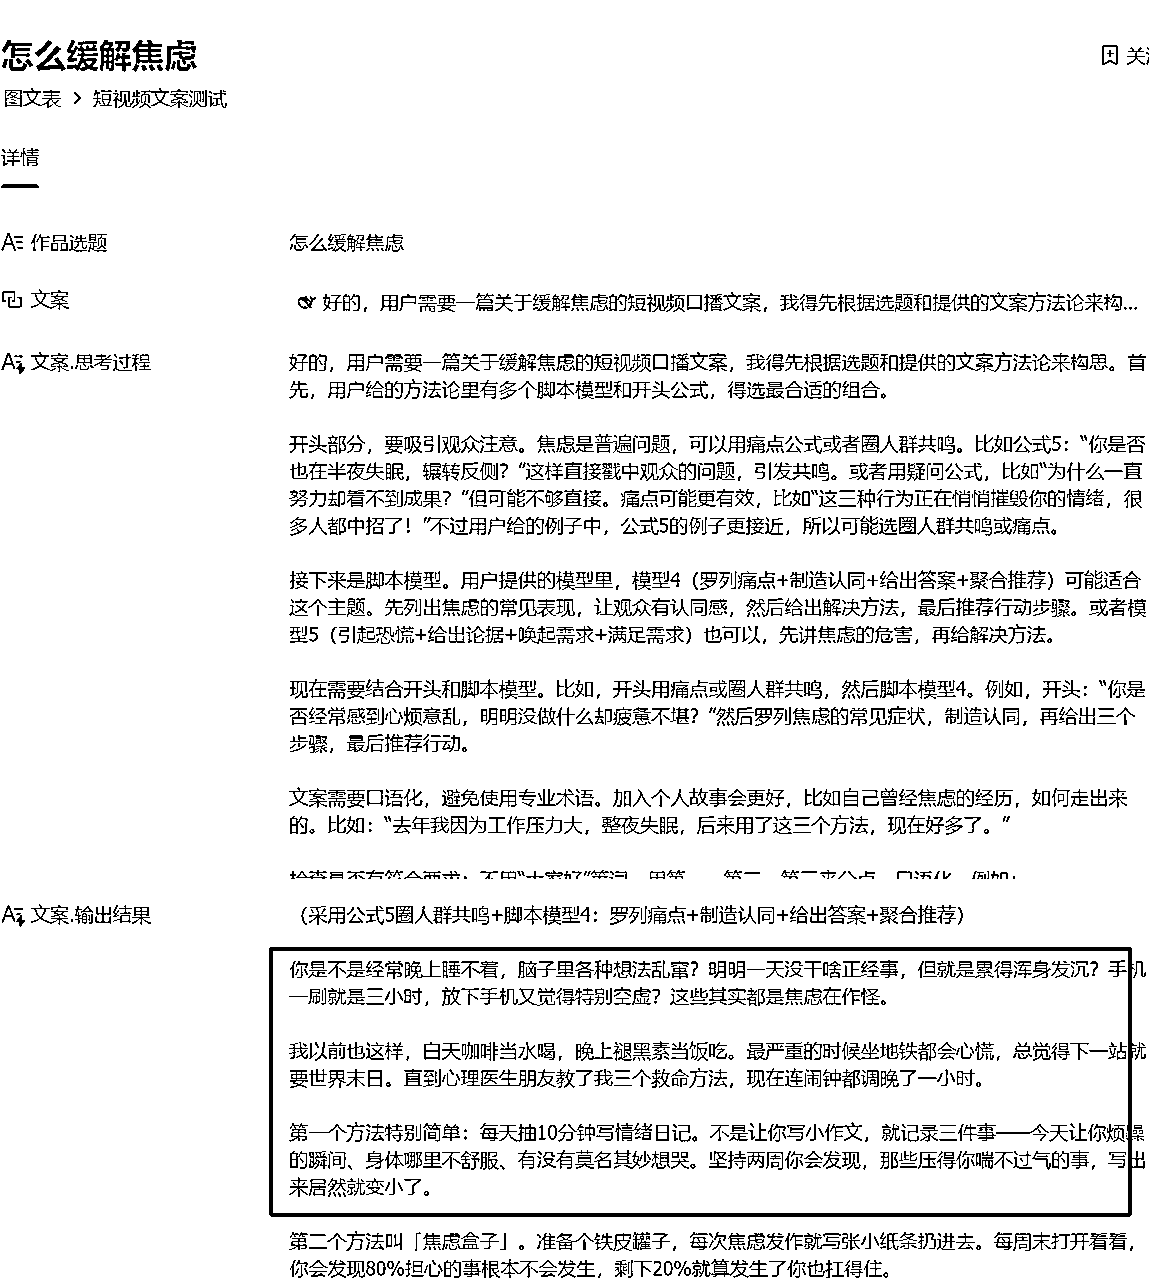 怎么缓解焦虑
关
图文表 > 短视频文案测试
详情
作品选题
怎么缓解焦虑
文案
好的，用户需要一篇关于缓解焦虑的短视频口播文案，我得先根据选题和提供的文案方法论来构...
文案.思考过程
好的，用户需要一篇关于缓解焦虑的短视频口播文案，我得先根据选题和提供的文案方法论来构思。首
先，用户给的方法论里有多个脚本模型和开头公式，得选最合适的组合。
开头部分，要吸引观众注意。焦虑是普遍问题，可以用痛点公式或者圈人群共鸣。比如公式5：“你是否
也在半夜失眠，辗转反侧？”这样直接戳中观众的问题，引发共鸣。或者用疑问公式，比如“为什么一直
努力却看不到成果？”但可能不够直接。痛点可能更有效，比如“这三种行为正在悄悄摧毁你的情绪，很
多人都中招了！”不过用户给的例子中，公式5的例子更接近，所以可能选圈人群共鸣或痛点。
接下来是脚本模型。用户提供的模型里，模型4（罗列痛点+制造认同+给出答案+聚合推荐）可能适合
这个主题。先列出焦虑的常见表现，让观众有认同感，然后给出解决方法，最后推荐行动步骤。或者模
型5（引起恐慌+给出论据+唤起需求+满足需求）也可以，先讲焦虑的危害，再给解决方法。
现在需要结合开头和脚本模型。比如，开头用痛点或圈人群共鸣，然后脚本模型4。例如，开头：“你是
否经常感到心烦意乱，明明没做什么却疲惫不堪？”然后罗列焦虑的常见症状，制造认同，再给出三个
步骤，最后推荐行动。
文案需要口语化，避免使用专业术语。加入个人故事会更好，比如自己曾经焦虑的经历，如何走出来
的。比如：“去年我因为工作压力大，整夜失眠，后来用了这三个方法，现在好多了。”
文案.输出结果
（采用公式5圈人群共鸣+脚本模型4：罗列痛点+制造认同+给出答案+聚合推荐）
你是不是经常晚上睡不着，脑子里各种想法乱窜？明明一天没干啥正经事，但就是累得浑身发沉？手机
一刷就是三小时，放下手机又觉得特别空虚？这些其实都是焦虑在作怪。
我以前也这样，白天咖啡当水喝，晚上褪黑素当饭吃。最严重的时候坐地铁都会心慌，总觉得下一站就
要世界末日。直到心理医生朋友教了我三个救命方法，现在连闹钟都调晚了一小时。
第一个方法特别简单：每天抽10分钟写情绪日记。不是让你写小作文，就记录三件事——今天让你烦躁
的瞬间、身体哪里不舒服、有没有莫名其妙想哭。坚持两周你会发现，那些压得你喘不过气的事，写出
来居然就变小了。
第二个方法叫「焦虑盒子」。准备个铁皮罐子，每次焦虑发作就写张小纸条扔进去。每周末打开看看，
你会发现80%担心的事根本不会发生，剩下20%就算发生了你也扛得住。